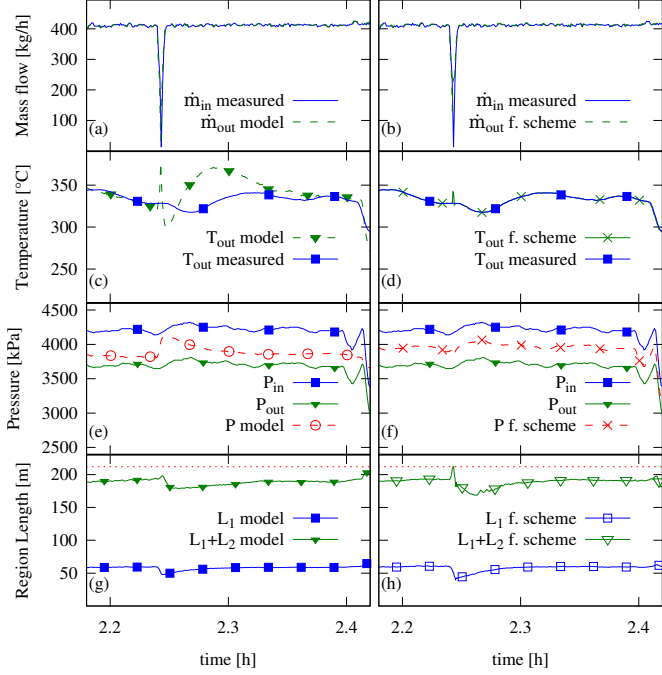 Mass flow [kg/h]
400
300
200
100
ṁin measured
ṁout model
(a)
ṁin measured
ṁout f. scheme
(b)
Temperature [°C]
350
300
250
Tout model
Tout measured
(c)
Tout f. scheme
Tout measured
(d)
Pressure [kPa]
4500
4000
3500
3000
2500
Pin
Pout
P model
(e)
Pin
Pout
P f. scheme
(f)
Region Length [m]
200
150
100
50
L1 model
L1+L2 model
(g)
L1 f. scheme
L1+L2 f. scheme
(h)
2.2 2.3 2.4
2.2 2.3 2.4
time [h]
time [h]